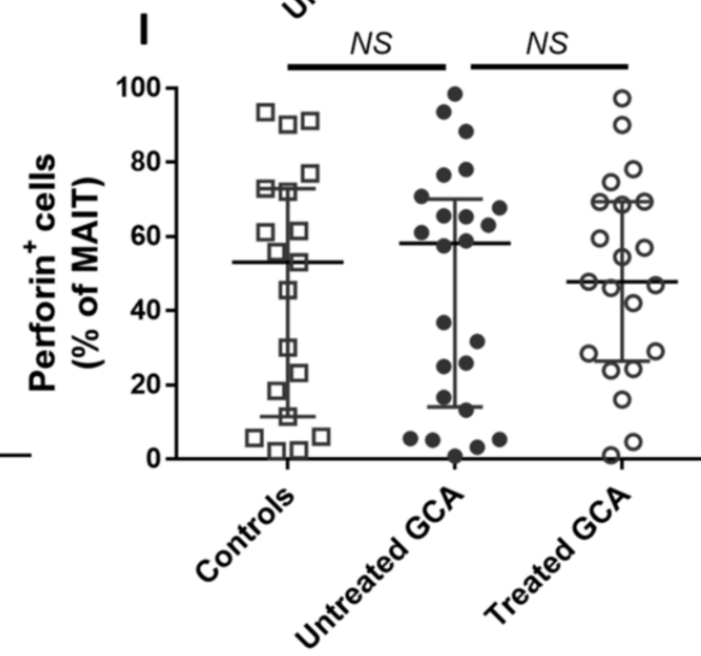 I
NS NS
100
80
60
40
20
0
Perforin+ cells
(% of MAIT)
Controls
Untreated GCA
Treated GCA